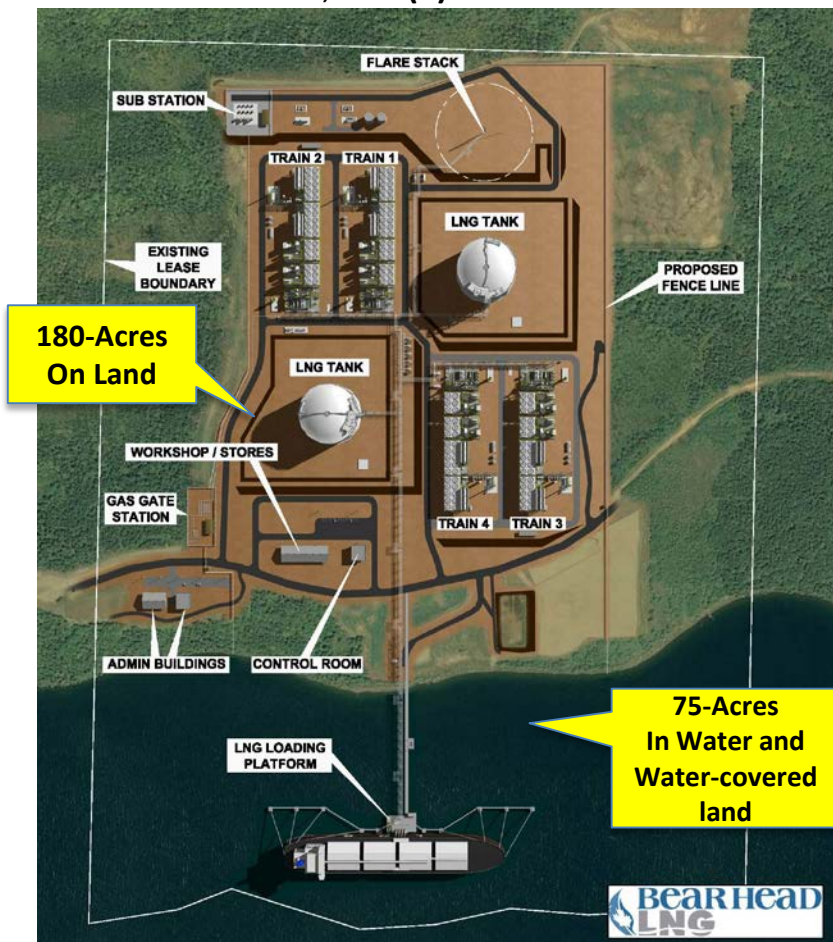 FLARE STACK
SUB STATION
TRAIN 2
TRAIN 1
LNG TANK
EXISTING
LEASE
BOUNDARY
PROPOSED
FENCE LINE
180-Acres
On Land
LNG TANK
WORKSHOP / STORES
GAS GATE
STATION
TRAIN 4
TRAIN 3
ADMIN BUILDINGS
CONTROL ROOM
75-Acres
In Water and
Water-covered
land
LNG LOADING
PLATFORM
BEAR HEAD
LNG